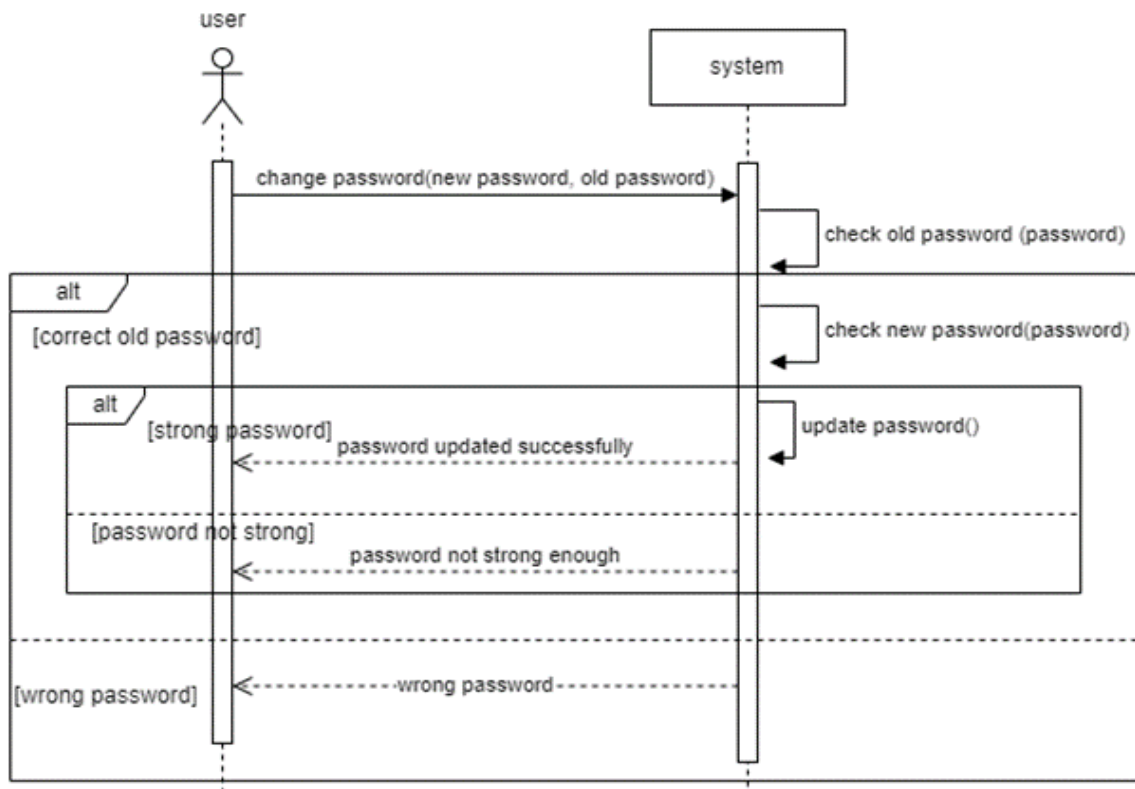 user
system
change password(new password, old password)
check old password (password)
alt
check new password(password)
[correct old password]
alt
update password()
[strong password]
password updated successfully
[password not strong]
password not strong enough
wrong password
[wrong password]